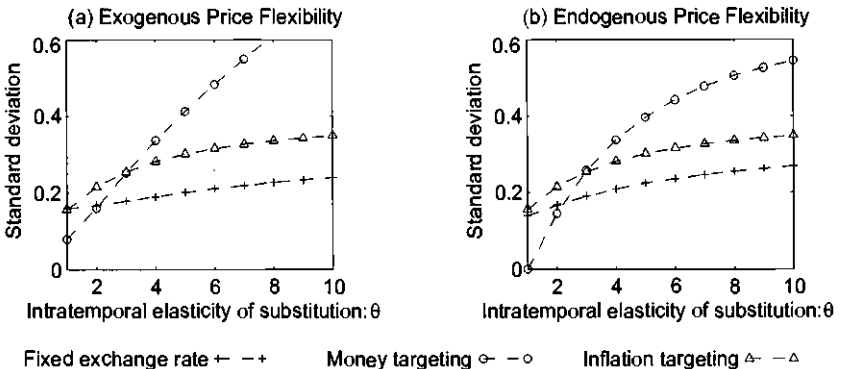 (a) Exogenous Price Flexibility
(b) Endogenous Price Flexibility
Standard deviation
0.6
0.4
0.2
0
2 4 6 8 10
Intratemporal elasticity of substitution:θ
Standard deviation
0.6
0.4
0.2
0
2 4 6 8 10
Intratemporal elasticity of substitution:θ
Fixed exchange rate
Money targeting
Inflation targeting